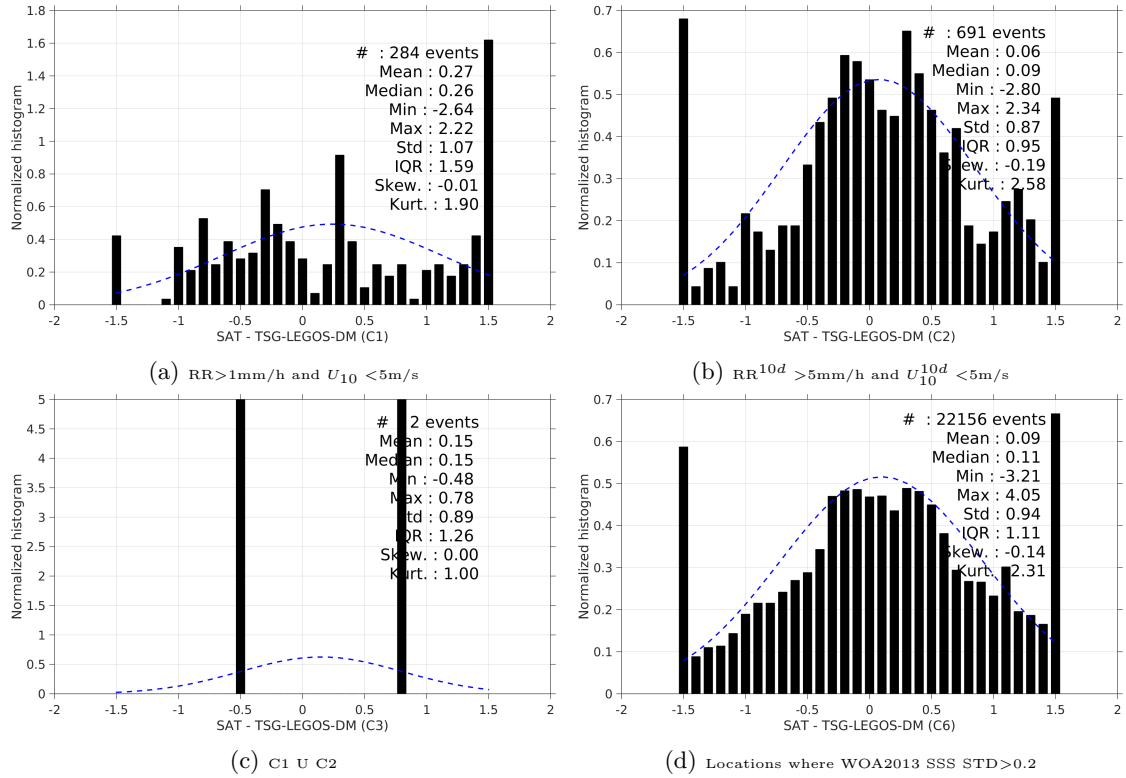 1.8
1.6
1.4
1.2
1
0.8
0.6
0.4
0.2
0
Normalized histogram
# : 284 events
Mean : 0.27
Median : 0.26
Min : -2.64
Max : 2.22
Std : 1.07
IQR : 1.59
Skew. : -0.01
Kurt. : 1.90
-2 -1.5 -1 -0.5 0 0.5 1 1.5 2
SAT - TSG-LEGOS-DM (C1)
(a) RR>1mm/h and U10 <5m/s
0.7
0.6
0.5
0.4
0.3
0.2
0.1
0
Normalized histogram
# : 691 events
Mean : 0.06
Median : 0.09
Min : -2.80
Max : 2.34
Std : 0.87
IQR : 0.95
Skew. : -0.19
Kurt. : 2.58
-2 -1.5 -1 -0.5 0 0.5 1 1.5 2
SAT - TSG-LEGOS-DM (C2)
(b) RR^10d >5mm/h and U10^10d <5m/s
5
4.5
4
3.5
3
2.5
2
1.5
1
0.5
0
Normalized histogram
# : 2 events
Mean : 0.15
Median : 0.15
Min : -0.48
Max : 0.78
Std : 0.89
IQR : 1.26
Skew. : 0.00
Kurt. : 1.00
-2 -1.5 -1 -0.5 0 0.5 1 1.5 2
SAT - TSG-LEGOS-DM (C3)
(c) C1 U C2
0.7
0.6
0.5
0.4
0.3
0.2
0.1
0
Normalized histogram
# : 22156 events
Mean : 0.09
Median : 0.11
Min : -3.21
Max : 4.05
Std : 0.94
IQR : 1.11
Skew. : -0.14
Kurt. : 2.31
-2 -1.5 -1 -0.5 0 0.5 1 1.5 2
SAT - TSG-LEGOS-DM (C6)
(d) Locations where WOA2013 SSS STD>0.2